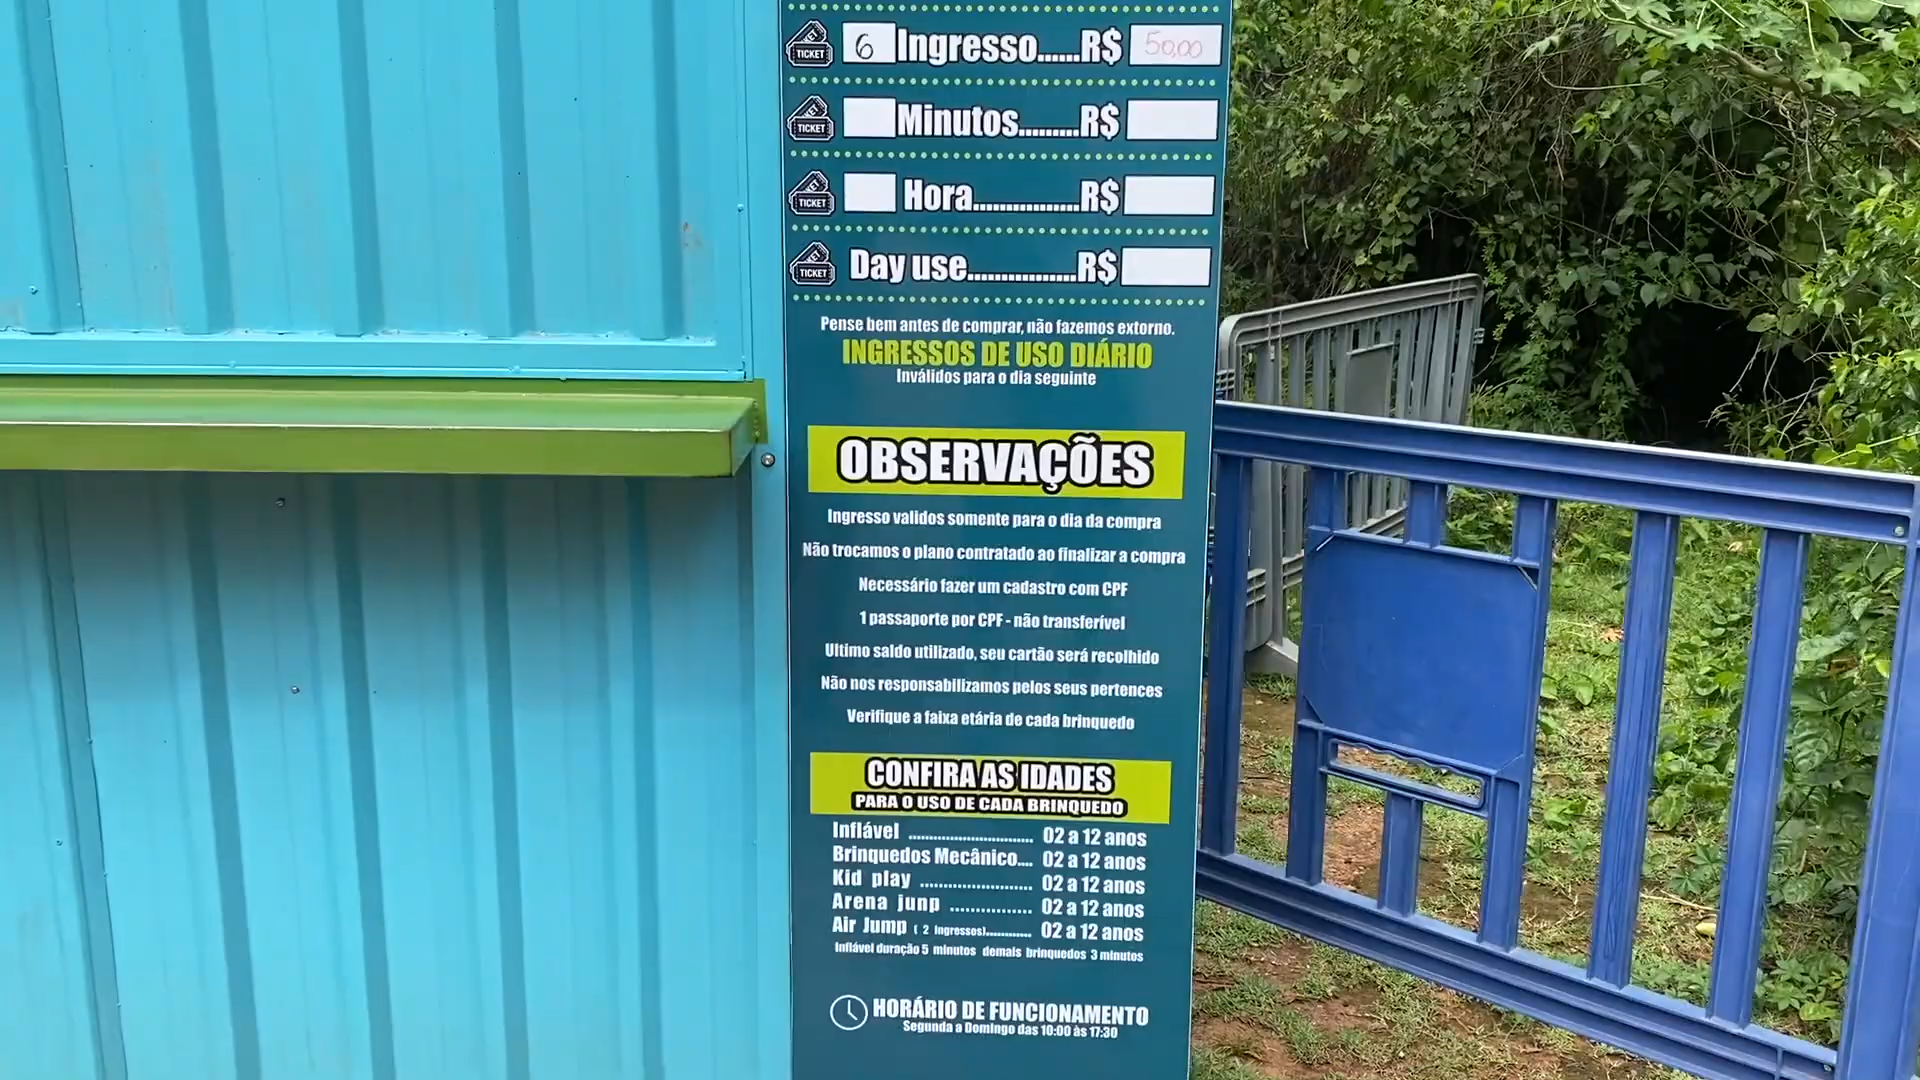 TICKET 6 Ingresso......R$ 50,00
TICKET Minutos.........R$
TICKET Hora................R$
TICKET Day use................R$
Pense bem antes de comprar, não fazemos extorno.
INGRESSOS DE USO DIÁRIO
Inválidos para o dia seguinte
OBSERVAÇÕES
Ingresso validos somente para o dia da compra
Não trocamos o plano contratado ao finalizar a compra
Necessário fazer um cadastro com CPF
1 passaporte por CPF - não transferível
Ultimo saldo utilizado, seu cartão será recolhido
Não nos responsabilizamos pelos seus pertences
Verifique a faixa etária de cada brinquedo
CONFIRA AS IDADES
PARA O USO DE CADA BRINQUEDO
Inflável .............................. 02 a 12 anos
Brinquedos Mecânico.... 02 a 12 anos
Kid play ........................... 02 a 12 anos
Arena junp ................... 02 a 12 anos
Air Jump ( 2 Ingressos)............ 02 a 12 anos
Inflável duração 5 minutos demais brinquedos 3 minutos
HORÁRIO DE FUNCIONAMENTO
Segunda a Domingo das 10:00 às 17:30